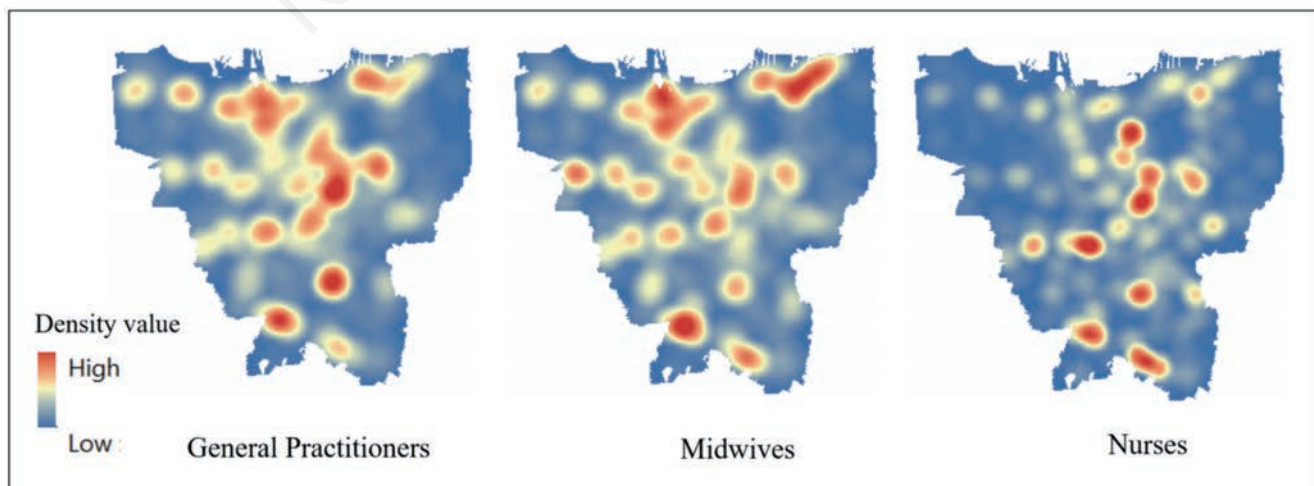 Density value
High
Low :
General Practitioners
Midwives
Nurses